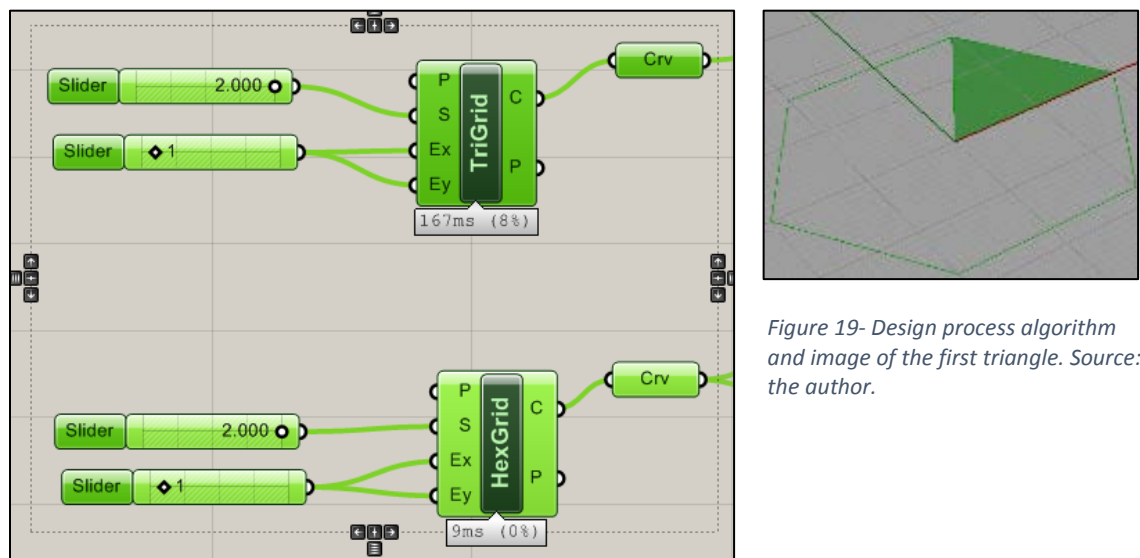 Slider 2.000
Slider 1
P
S
Ex
Ey
TriGrid
C
P
Crv
167ms (8%)
Slider 2.000
Slider 1
P
S
Ex
Ey
HexGrid
C
P
Crv
9ms (0%)
Figure 19- Design process algorithm
and image of the first triangle. Source:
the author.